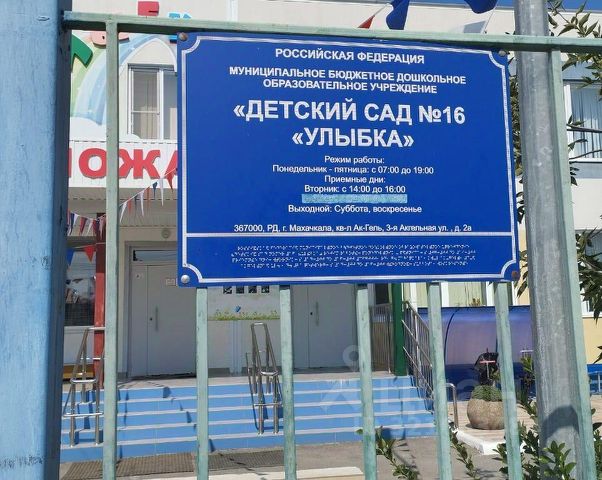 РОССИЙСКАЯ ФЕДЕРАЦИЯ
МУНИЦИПАЛЬНОЕ БЮДЖЕТНОЕ ДОШКОЛЬНОЕ
ОБРАЗОВАТЕЛЬНОЕ УЧРЕЖДЕНИЕ
«ДЕТСКИЙ САД №16
«УЛЫБКА»
Режим работы:
Понедельник - пятница: с 07:00 до 19:00
Приемные дни:
Вторник: с 14:00 до 16:00
Выходной: Суббота, воскресенье
367000, РД, г. Махачкала, кв-л Ак-Гель, 3-я Актельная ул., д. 2а
ОЖА